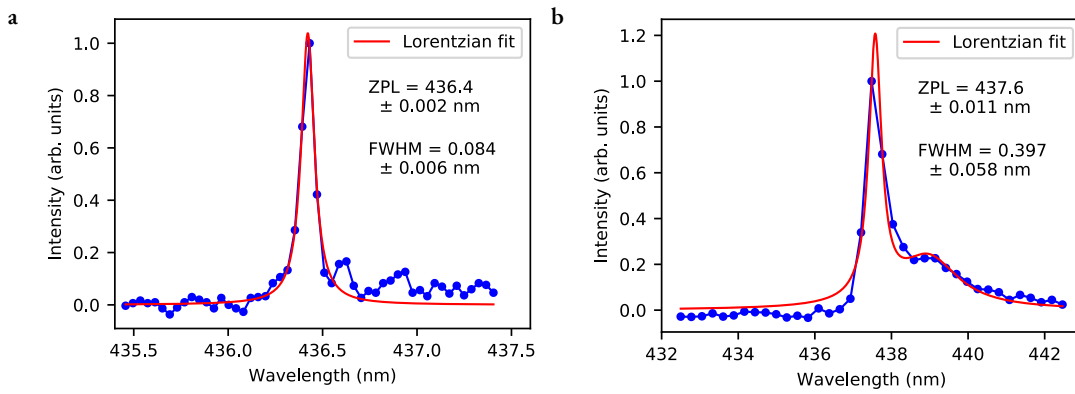 a
Intensity (arb. units)
1.0
0.8
0.6
0.4
0.2
0.0
Lorentzian fit
ZPL = 436.4
± 0.002 nm
FWHM = 0.084
± 0.006 nm
435.5 436.0 436.5 437.0 437.5
Wavelength (nm)
b
Intensity (arb. units)
1.2
1.0
0.8
0.6
0.4
0.2
0.0
Lorentzian fit
ZPL = 437.6
± 0.011 nm
FWHM = 0.397
± 0.058 nm
432 434 436 438 440 442
Wavelength (nm)